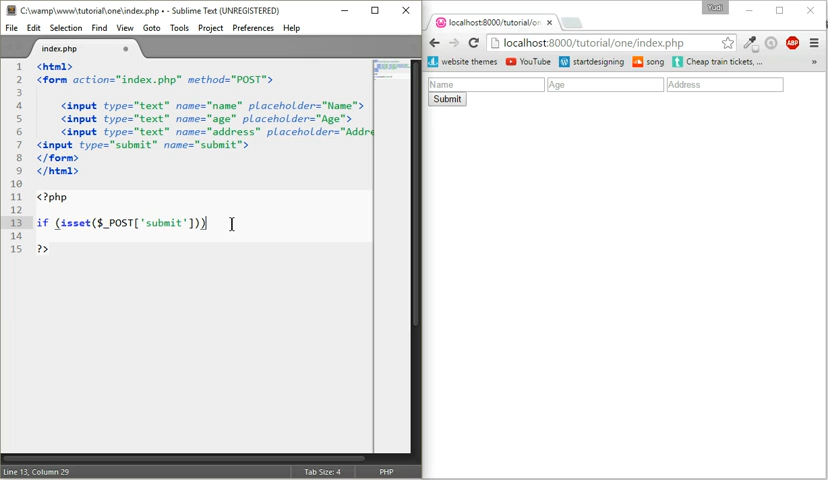 C:\wamp\www\tutorial\one\index.php • - Sublime Text (UNREGISTERED)
File Edit Selection Find View Goto Tools Project Preferences Help
index.php
1 <html>
2 <form action="index.php" method="POST">
3
4 <input type="text" name="name" placeholder="Name">
5 <input type="text" name="age" placeholder="Age">
6 <input type="text" name="address" placeholder="Addre
7 <input type="submit" name="submit">
8 </form>
9 </html>
10
11 <?php
12
13 if (isset($_POST['submit']))
14
15 ?>
Line 13, Column 29 Tab Size: 4 PHP
Yudi
localhost:8000/tutorial/on
localhost:8000/tutorial/one/index.php
ABP
website themes YouTube startdesigning song Cheap train tickets, ... »
Name Age Address
Submit